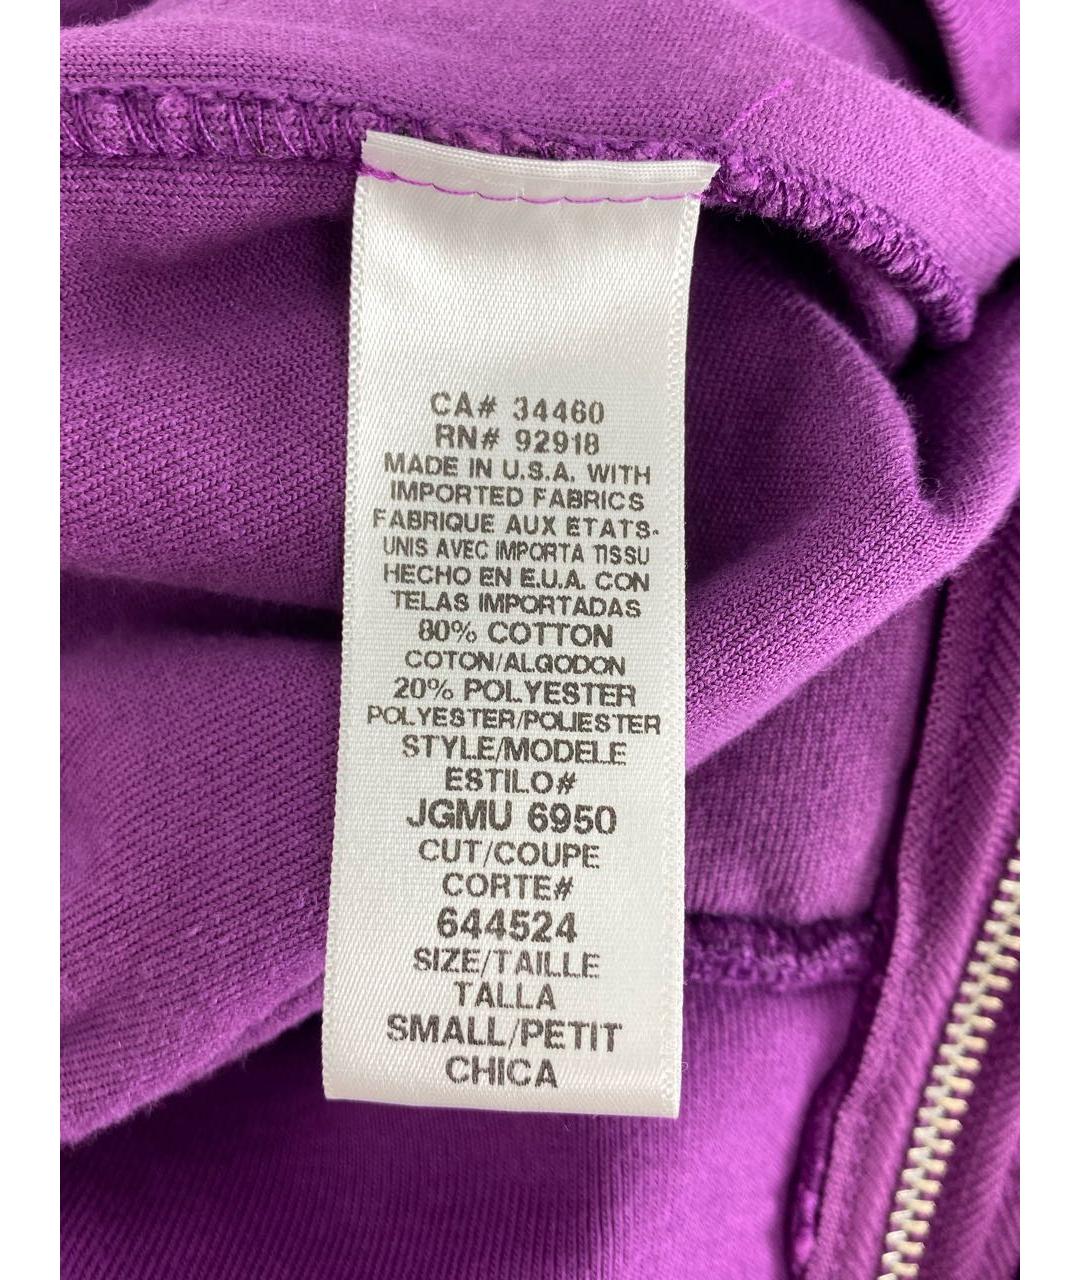 CA# 34460
RN# 92918
MADE IN U.S.A. WITH
IMPORTED FABRICS
FABRIQUE AUX ETATS-
UNIS AVEC IMPORTA TISSU
HECHO EN E.U.A. CON
TELAS IMPORTADAS
80% COTTON
COTON/ALGODON
20% POLYESTER
POLYESTER/POLIESTER
STYLE/MODELE
ESTILO#
JGMU 6950
CUT/COUPE
CORTE#
644524
SIZE/TAILLE
TALLA
SMALL/PETIT
CHICA